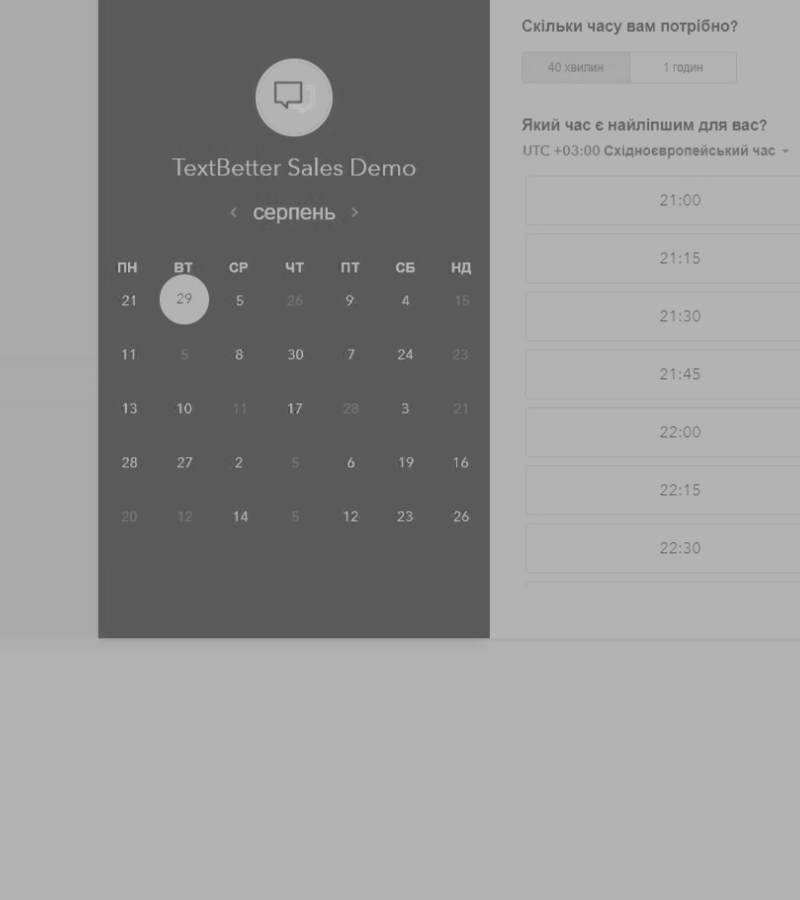 TextBetter Sales Demo
‹ серпень ›
ПН ВТ СР ЧТ ПТ СБ НД
21 29 5 26 9 4 15
11 5 8 30 7 24 23
13 10 11 17 28 3 21
28 27 2 5 6 19 16
20 12 14 5 12 23 26
Скільки часу вам потрібно?
40 хвилин 1 годин
Який час є найліпшим для вас?
UTC +03:00 Східноєвропейський час
21:00
21:15
21:30
21:45
22:00
22:15
22:30